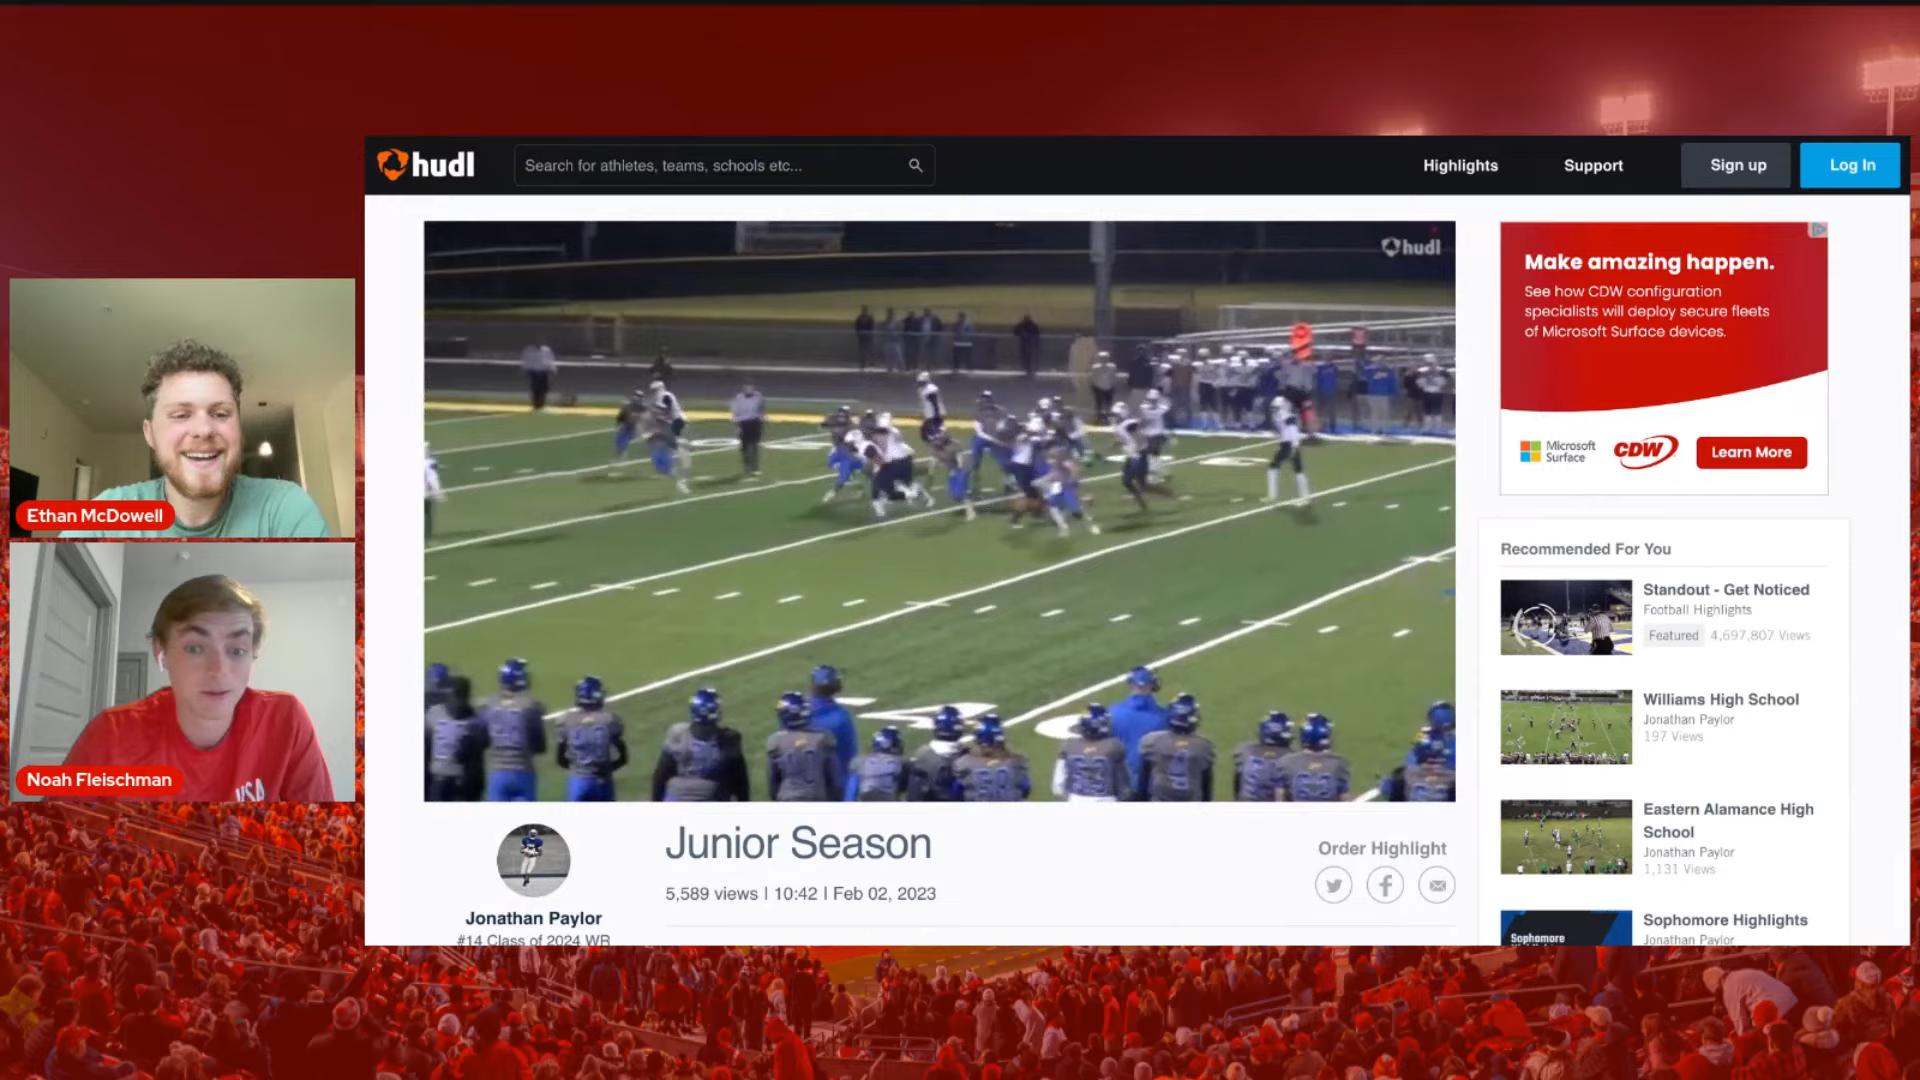 hudl
Search for athletes, teams, schools etc...
Highlights
Support
Sign up
Log In
hudl
Make amazing happen.
See how CDW configuration
specialists will deploy secure fleets
of Microsoft Surface devices.
Microsoft
Surface
CDW
Learn More
Ethan McDowell
Noah Fleischman
USA
Recommended For You
Standout - Get Noticed
Football Highlights
Featured 4,697,807 Views
Williams High School
Jonathan Paylor
197 Views
Eastern Alamance High
School
Jonathan Paylor
1,131 Views
Sophomore
Sophomore Highlights
Jonathan Paylor
Junior Season
5,589 views | 10:42 | Feb 02, 2023
Order Highlight
Jonathan Paylor
#14 Class of 2024 WR